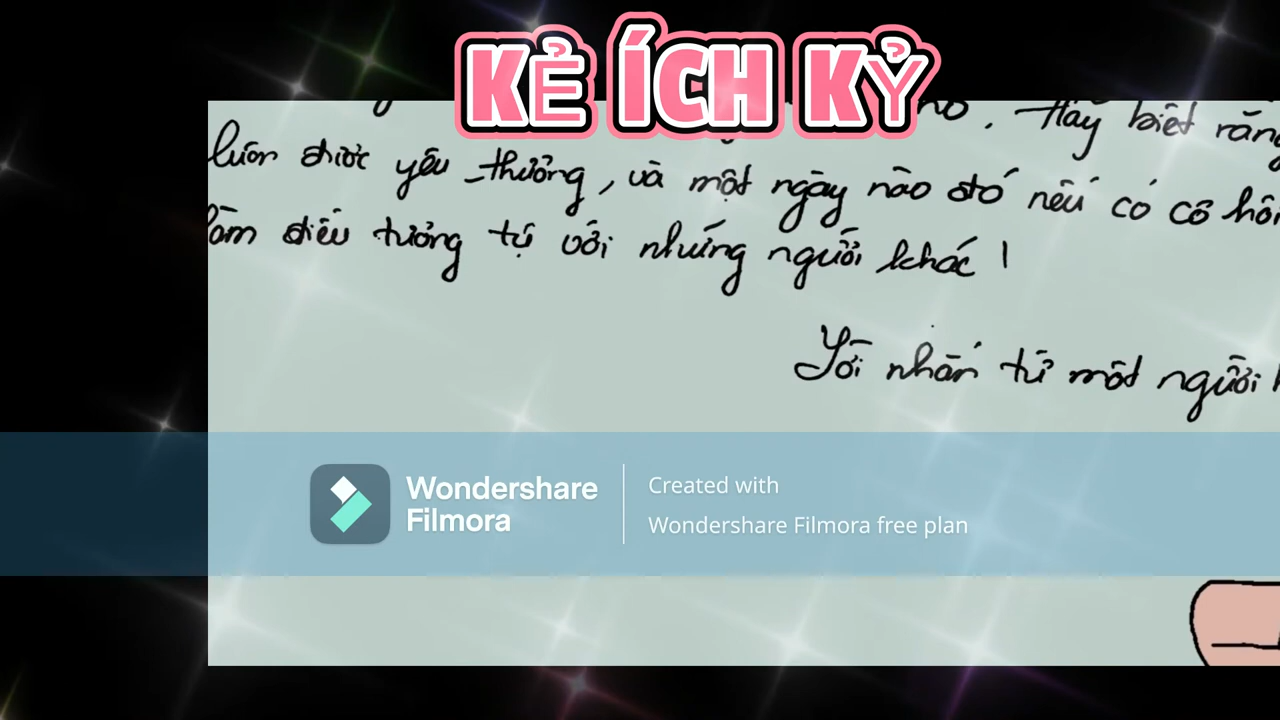 KẺ ÍCH KỶ
nó. Hãy biết rằng
luôn được yêu thương, và một ngày nào đó nếu có cơ hội
làm điều tương tự với những người khác!
Lời nhắn từ một người
Wondershare
Filmora
Created with
Wondershare Filmora free plan